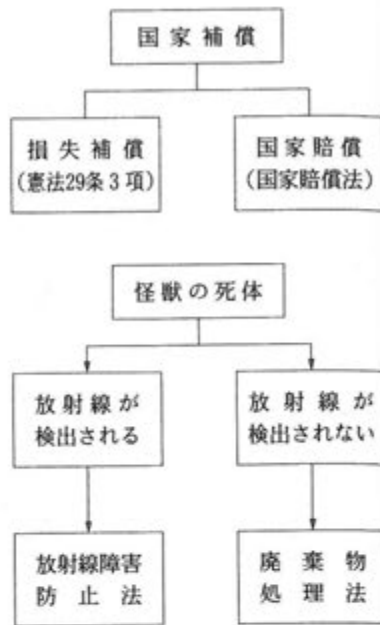 国家補償
損失補償
(憲法29条3項)
国家賠償
(国家賠償法)
怪獣の死体
放射線が
検出される
放射線が
検出されない
放射線障害
防止法
廃棄物
処理法